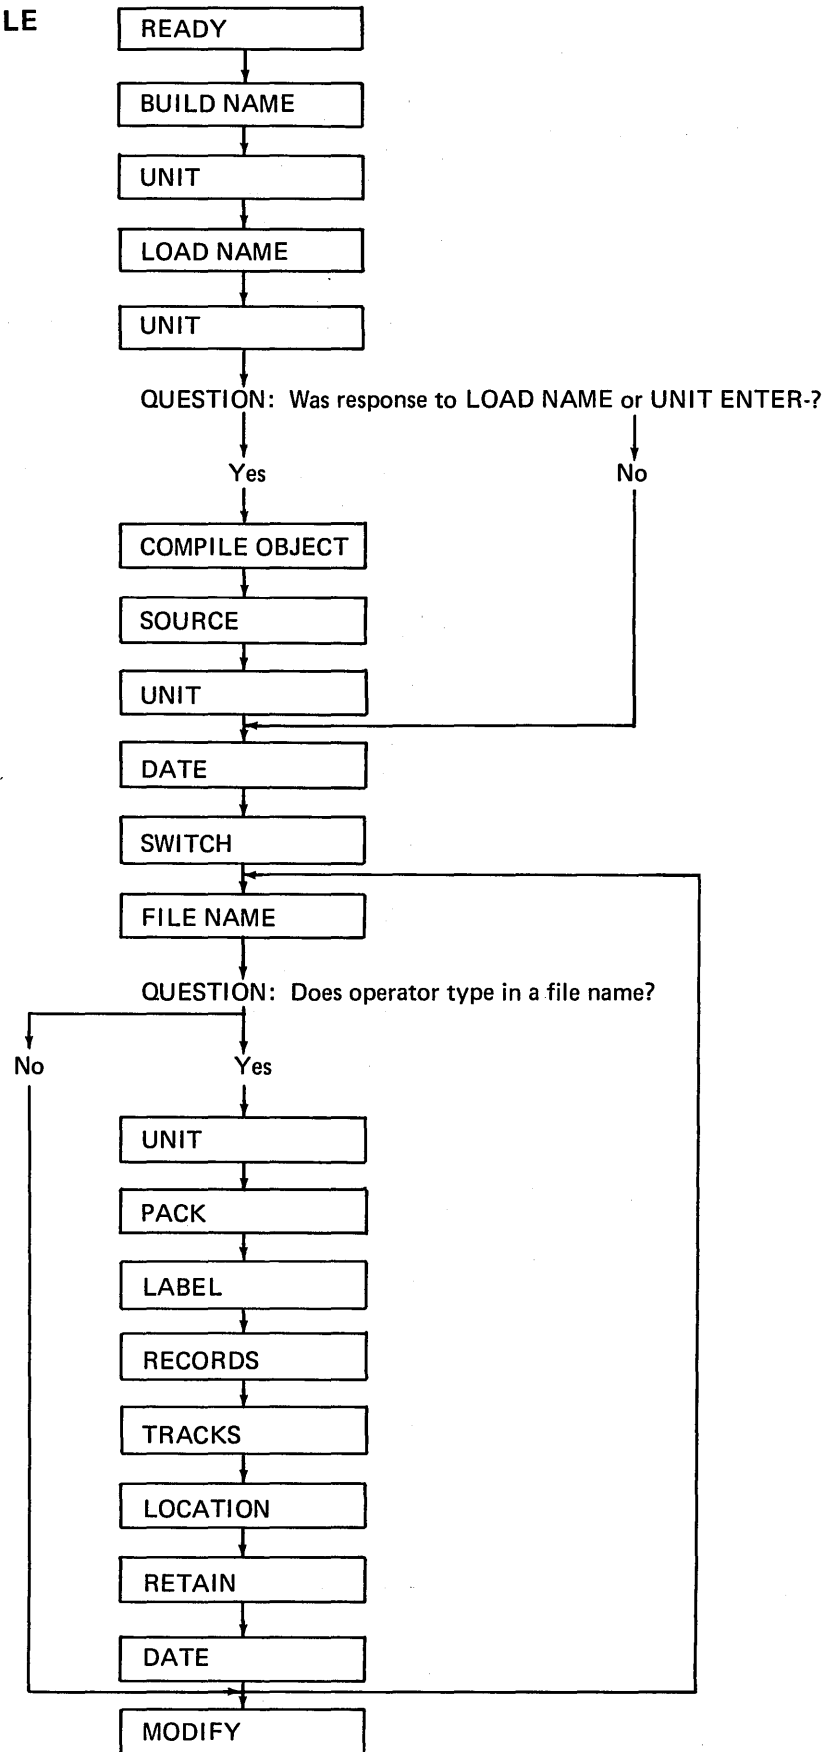 LE
READY
BUILD NAME
UNIT
LOAD NAME
UNIT
QUESTION: Was response to LOAD NAME or UNIT ENTER-?
Yes
No
COMPILE OBJECT
SOURCE
UNIT
DATE
SWITCH
FILE NAME
QUESTION: Does operator type in a file name?
No
Yes
UNIT
PACK
LABEL
RECORDS
TRACKS
LOCATION
RETAIN
DATE
MODIFY